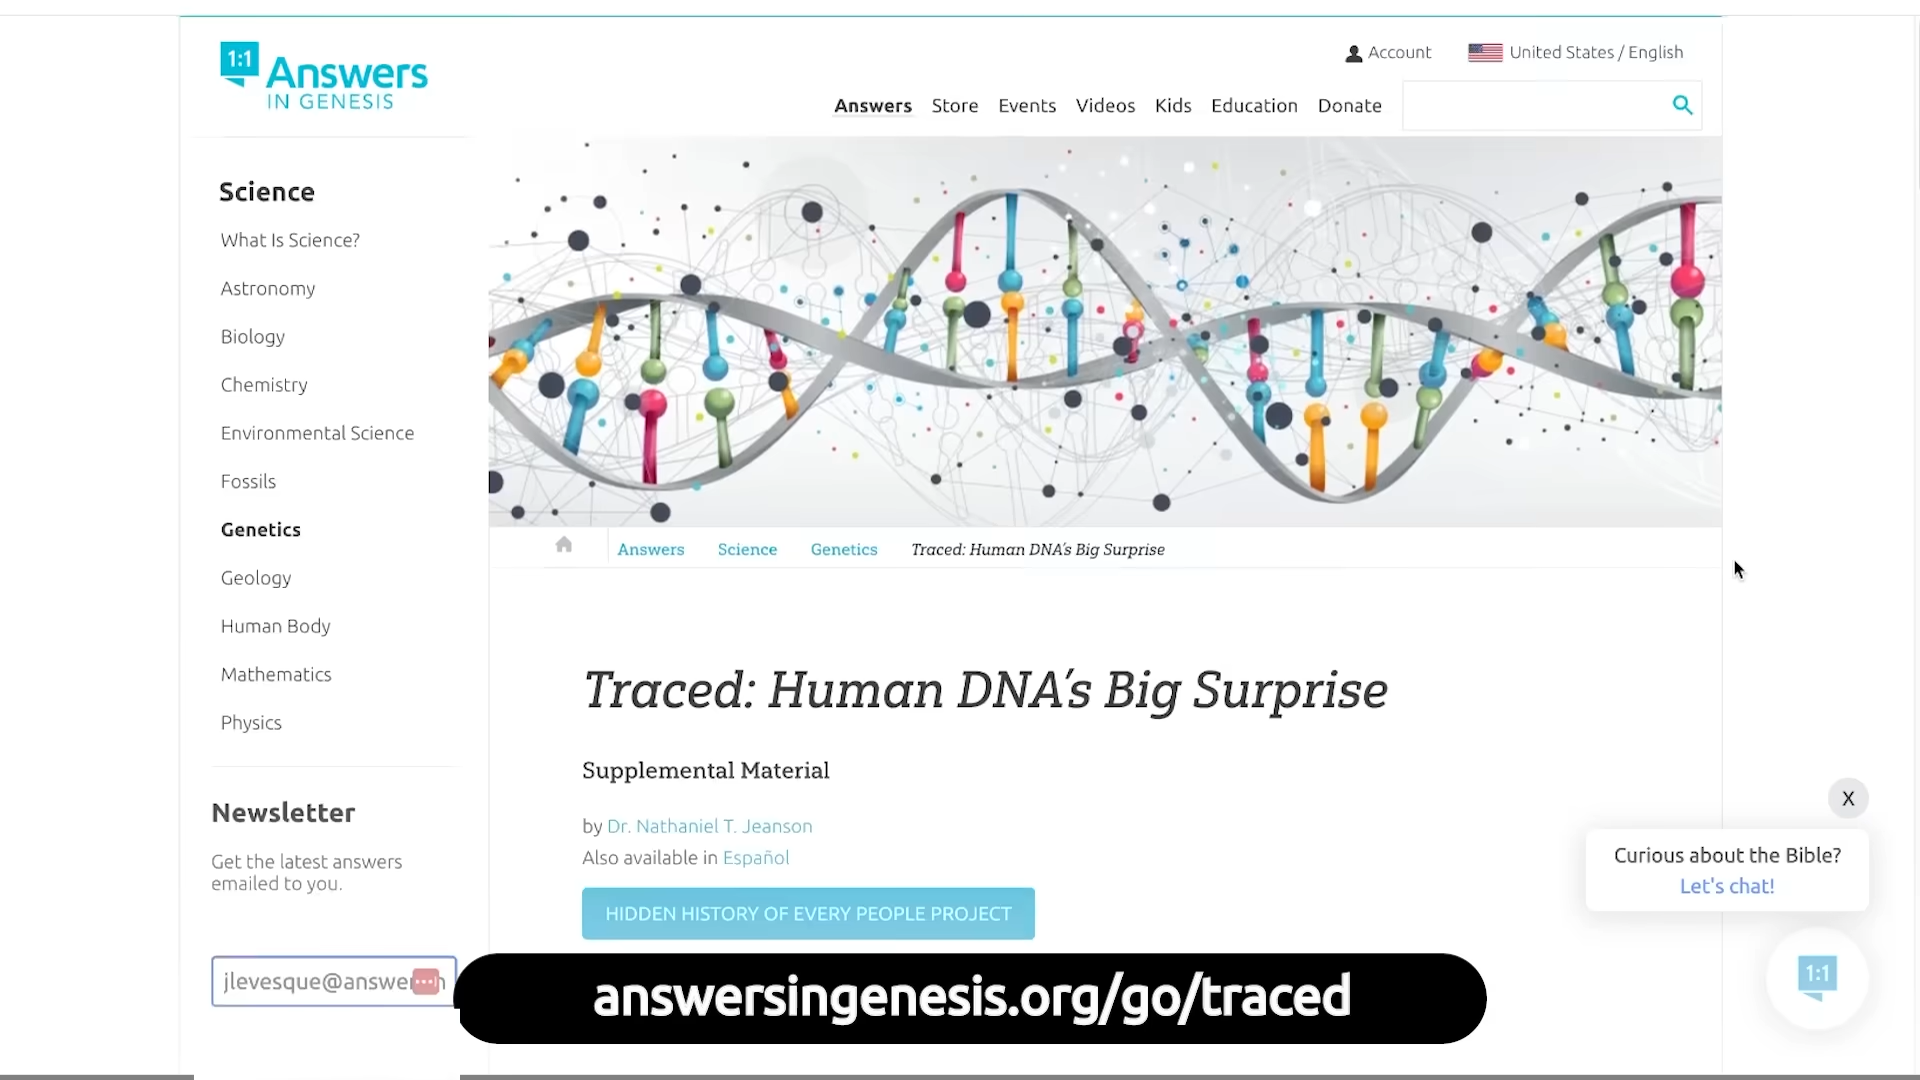 1:1
Answers
IN GENESIS
Account
United States / English
Answers
Store
Events
Videos
Kids
Education
Donate
Science
What Is Science?
Astronomy
Biology
Chemistry
Environmental Science
Fossils
Genetics
Geology
Human Body
Mathematics
Physics
Newsletter
Get the latest answers
emailed to you.
jlevesque@answe
Answers
Science
Genetics
Traced: Human DNA's Big Surprise
Traced: Human DNA's Big Surprise
Supplemental Material
by Dr. Nathaniel T. Jeanson
Also available in Español
HIDDEN HISTORY OF EVERY PEOPLE PROJECT
X
Curious about the Bible?
Let's chat!
1:1
answersingenesis.org/go/traced